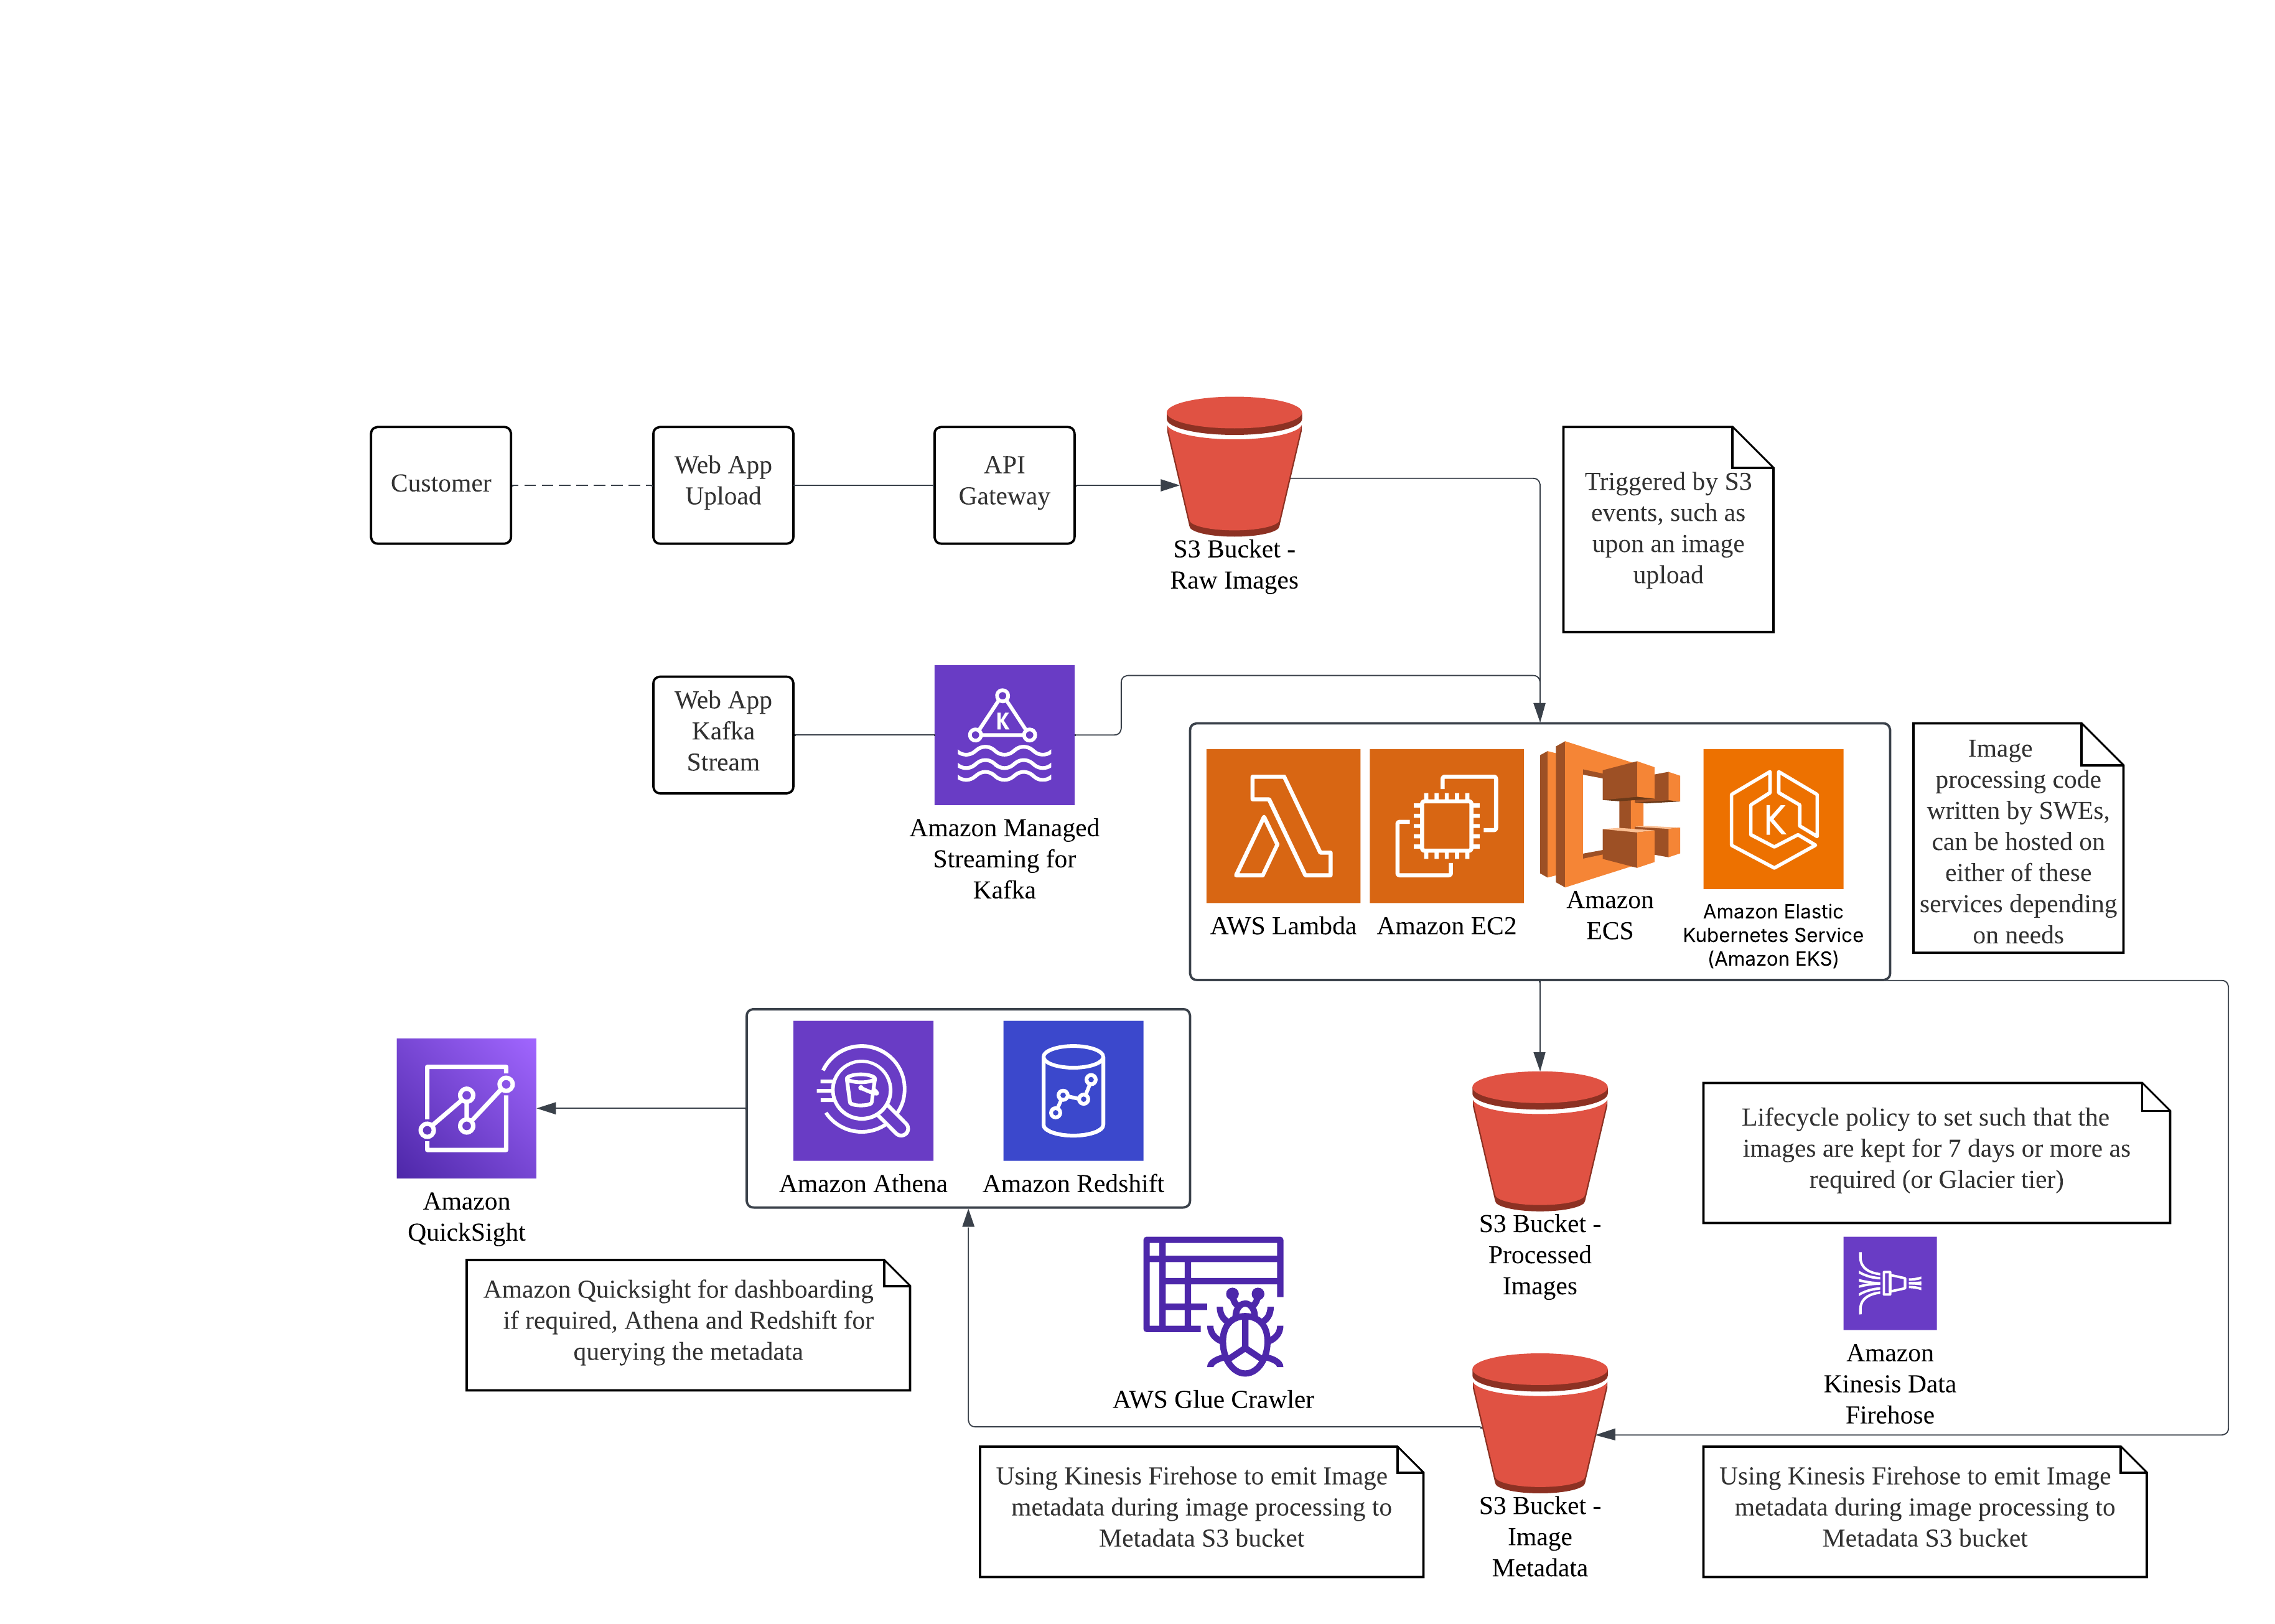 Customer
Web App
Upload
API
Gateway
S3 Bucket -
Raw Images
Triggered by S3
events, such as
upon an image
upload
Web App
Kafka
Stream
K
Amazon Managed
Streaming for
Kafka
AWS Lambda
Amazon EC2
Amazon
ECS
K
Amazon Elastic
Kubernetes Service
(Amazon EKS)
Image
processing code
written by SWEs,
can be hosted on
either of these
services depending
on needs
Amazon
QuickSight
Amazon Athena
Amazon Redshift
S3 Bucket -
Processed
Images
Lifecycle policy to set such that the
images are kept for 7 days or more as
required (or Glacier tier)
Amazon Quicksight for dashboarding
if required, Athena and Redshift for
querying the metadata
AWS Glue Crawler
Amazon
Kinesis Data
Firehose
Using Kinesis Firehose to emit Image
metadata during image processing to
Metadata S3 bucket
S3 Bucket -
Image
Metadata
Using Kinesis Firehose to emit Image
metadata during image processing to
Metadata S3 bucket